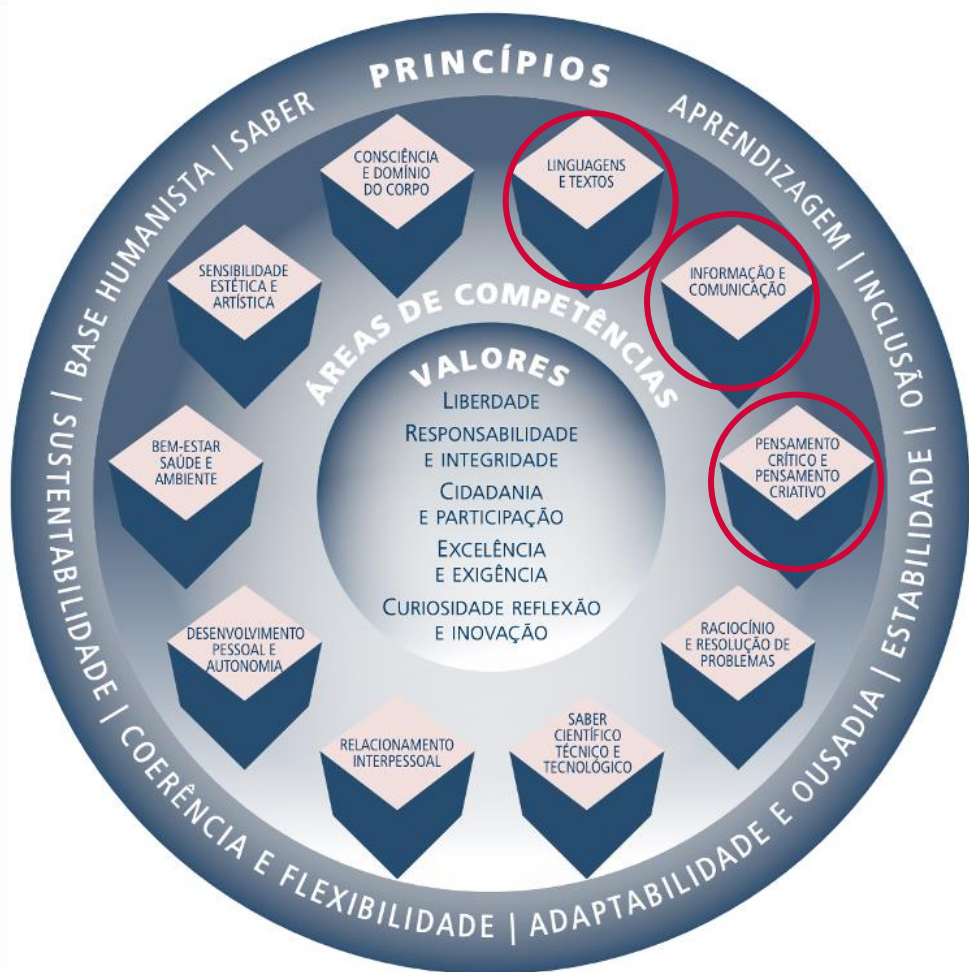 PRINCÍPIOS
APRENDIZAGEM | INCLUSÃO | ESTABILIDADE | ADAPTABILIDADE E OUSADIA | COERÊNCIA E FLEXIBILIDADE | SUSTENTABILIDADE | BASE HUMANISTA | SABER
ÁREAS DE COMPETÊNCIAS
LINGUAGENS
E TEXTOS
INFORMAÇÃO E
COMUNICAÇÃO
PENSAMENTO
CRÍTICO E
PENSAMENTO
CRIATIVO
RACIOCÍNIO
E RESOLUÇÃO DE
PROBLEMAS
SABER
CIENTÍFICO
TÉCNICO E
TECNOLÓGICO
RELACIONAMENTO
INTERPESSOAL
DESENVOLVIMENTO
PESSOAL E
AUTONOMIA
BEM-ESTAR
SAÚDE E
AMBIENTE
SENSIBILIDADE
ESTÉTICA E
ARTÍSTICA
CONSCIÊNCIA
E DOMÍNIO
DO CORPO
VALORES
LIBERDADE
RESPONSABILIDADE
E INTEGRIDADE
CIDADANIA
E PARTICIPAÇÃO
EXCELÊNCIA
E EXIGÊNCIA
CURIOSIDADE REFLEXÃO
E INOVAÇÃO